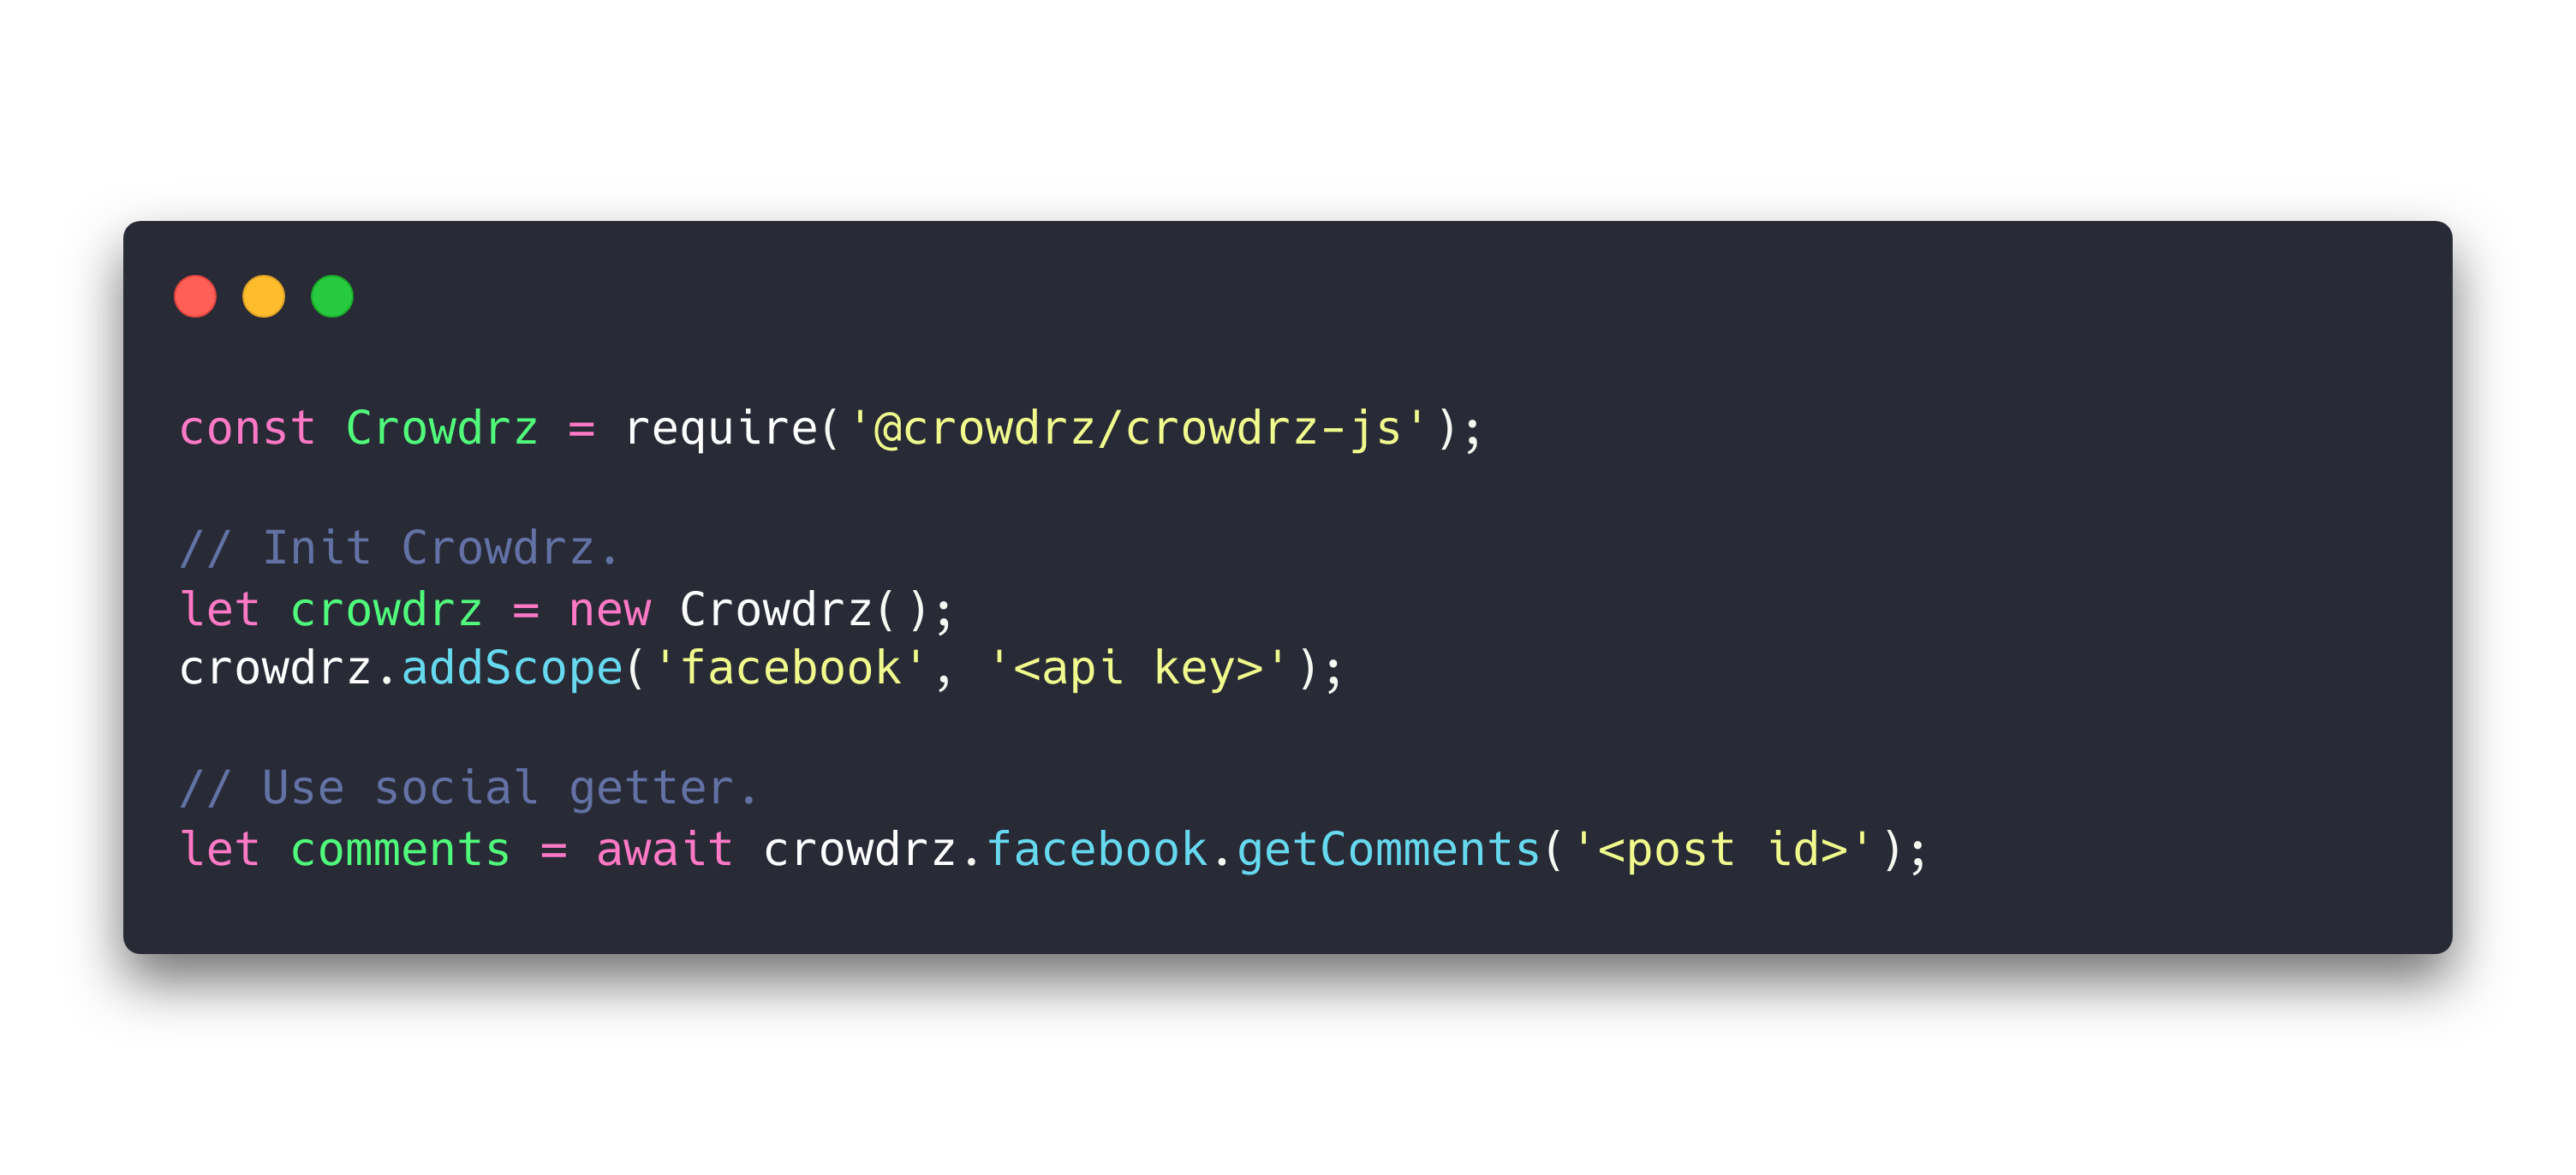 const Crowdrz = require('@crowdrz/crowdrz-js');
// Init Crowdrz.
let crowdrz = new Crowdrz();
crowdrz.addScope('facebook', '<api key>');
// Use social getter.
let comments = await crowdrz.facebook.getComments('<post id>');